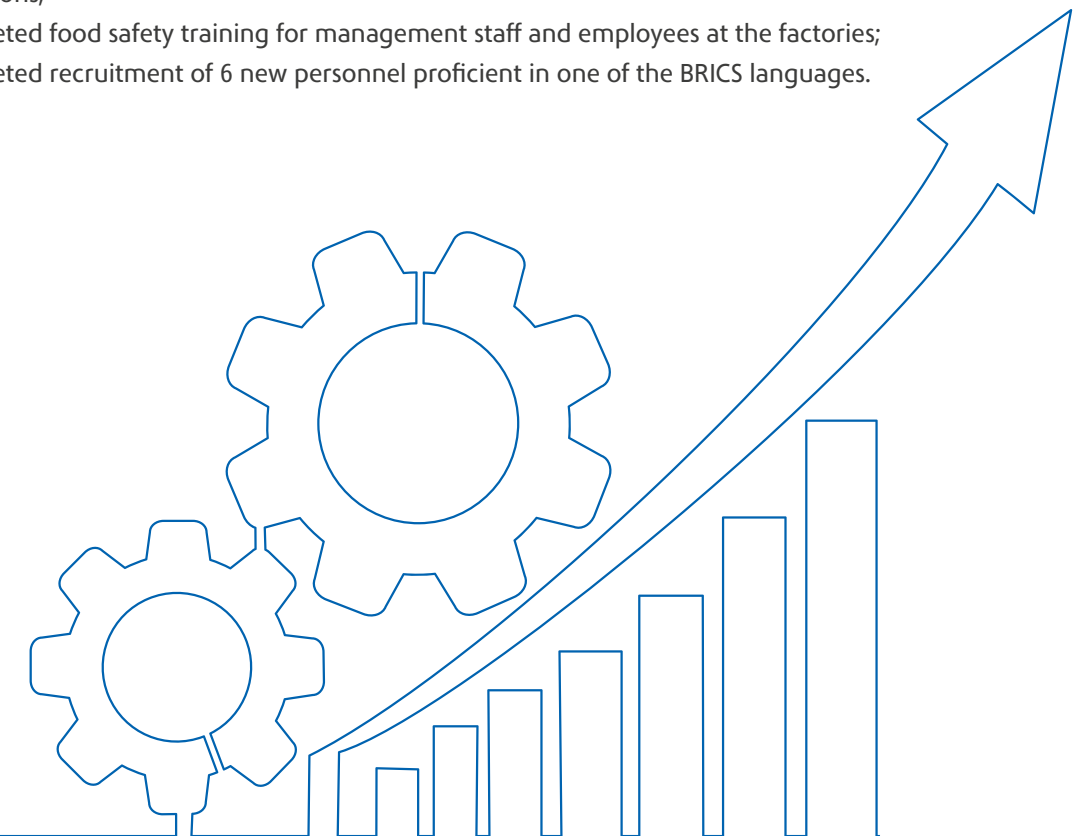 ons;
eted food safety training for management staff and employees at the factories;
eted recruitment of 6 new personnel proficient in one of the BRICS languages.